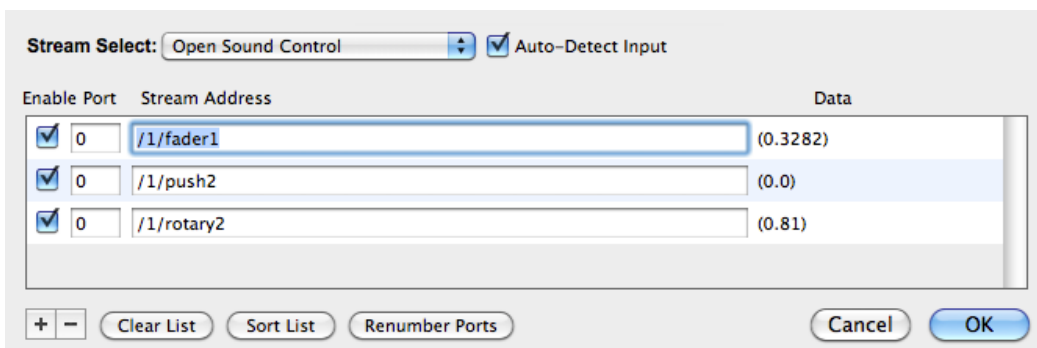 Stream Select: Open Sound Control Auto-Detect Input
Enable Port Stream Address Data
0 /1/fader1 (0.3282)
0 /1/push2 (0.0)
0 /1/rotary2 (0.81)
+ - Clear List Sort List Renumber Ports Cancel OK